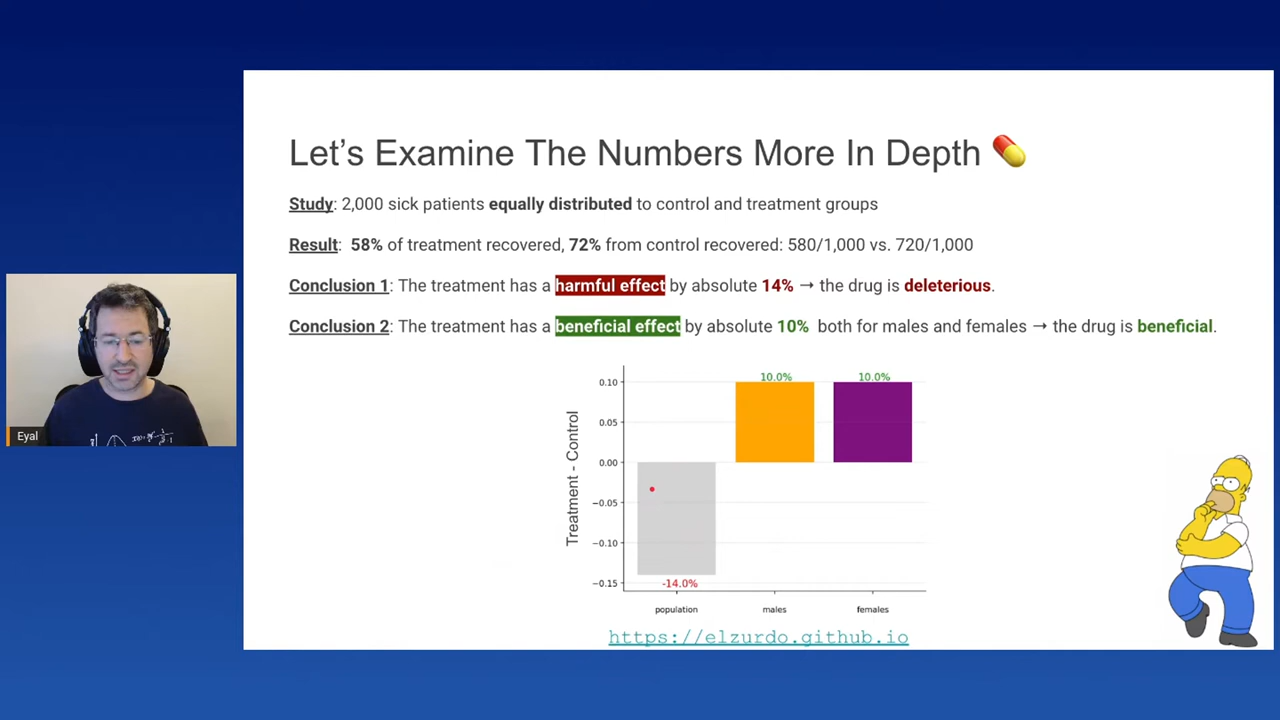 Let's Examine The Numbers More In Depth
Study: 2,000 sick patients equally distributed to control and treatment groups
Result: 58% of treatment recovered, 72% from control recovered: 580/1,000 vs. 720/1,000
Conclusion 1: The treatment has a harmful effect by absolute 14% → the drug is deleterious.
Conclusion 2: The treatment has a beneficial effect by absolute 10% both for males and females → the drug is beneficial.
Eyal
Treatment - Control
0.10
0.05
0.00
−0.05
−0.10
−0.15
10.0%
10.0%
-14.0%
population
males
females
https://elzurdo.github.io